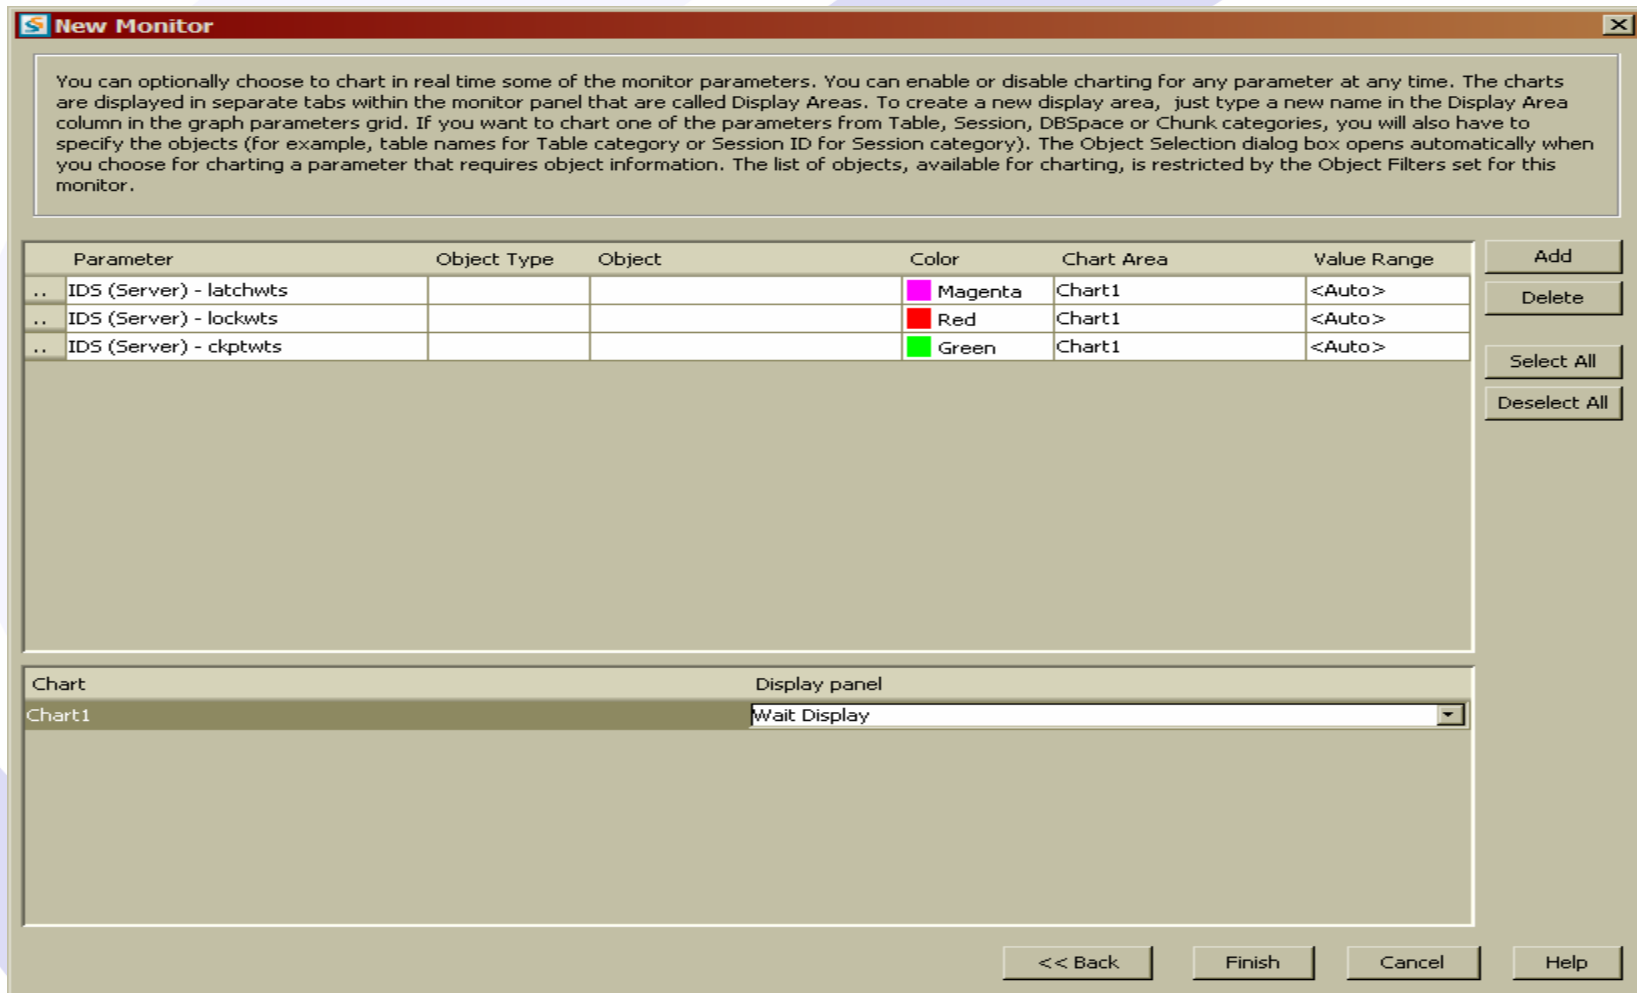 New Monitor
You can optionally choose to chart in real time some of the monitor parameters. You can enable or disable charting for any parameter at any time. The charts
are displayed in separate tabs within the monitor panel that are called Display Areas. To create a new display area, just type a new name in the Display Area
column in the graph parameters grid. If you want to chart one of the parameters from Table, Session, DBSpace or Chunk categories, you will also have to
specify the objects (for example, table names for Table category or Session ID for Session category). The Object Selection dialog box opens automatically when
you choose for charting a parameter that requires object information. The list of objects, available for charting, is restricted by the Object Filters set for this
monitor.
Parameter Object Type Object Color Chart Area Value Range
.. IDS (Server) - latchwts Magenta Chart1 <Auto>
.. IDS (Server) - lockwts Red Chart1 <Auto>
.. IDS (Server) - ckptwts Green Chart1 <Auto>
Add
Delete
Select All
Deselect All
Chart Display panel
Chart1 Wait Display
<< Back Finish Cancel Help